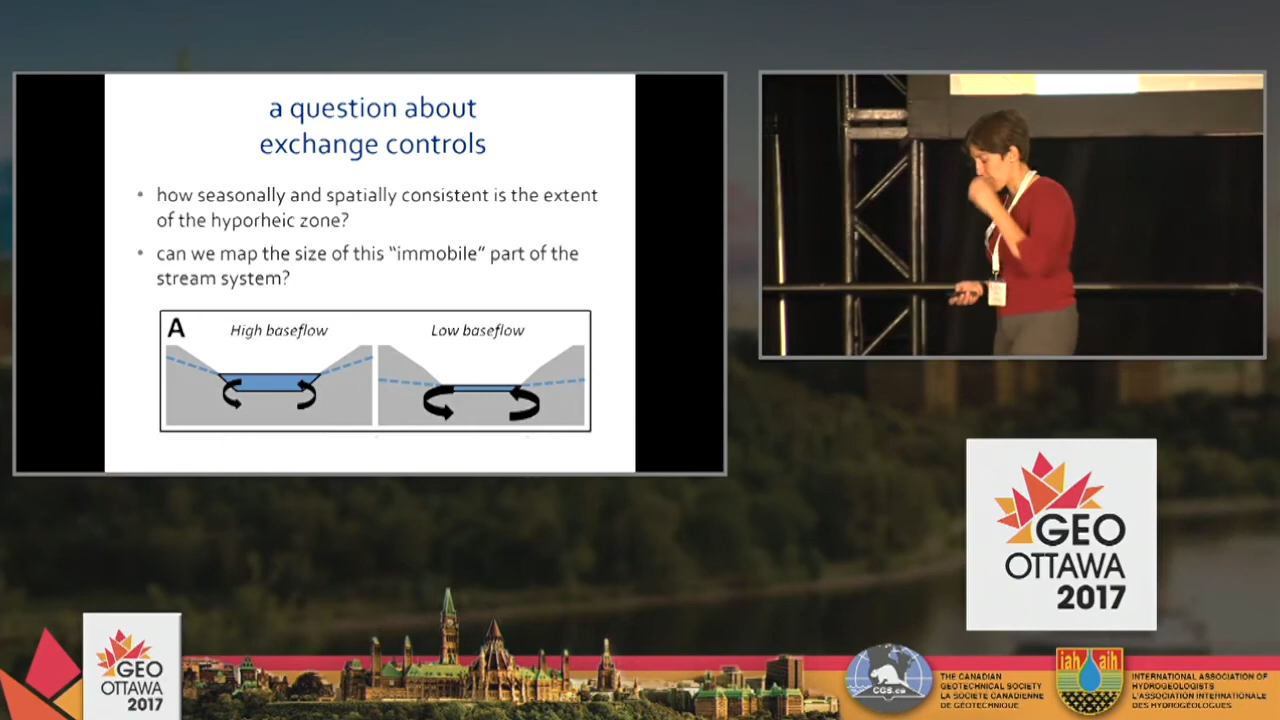 a question about
exchange controls
• how seasonally and spatially consistent is the extent
of the hyporheic zone?
• can we map the size of this “immobile” part of the
stream system?
A
High baseflow
Low baseflow
GEO
OTTAWA
2017
GEO
OTTAWA
2017
CGS.ca
THE CANADIAN
GEOTECHNICAL SOCIETY
LA SOCIÉTÉ CANADIENNE
DE GÉOTECHNIQUE
iah aih
INTERNATIONAL ASSOCIATION OF
HYDROGEOLOGISTS
L'ASSOCIATION INTERNATIONALE
DES HYDROGÉOLOGUES